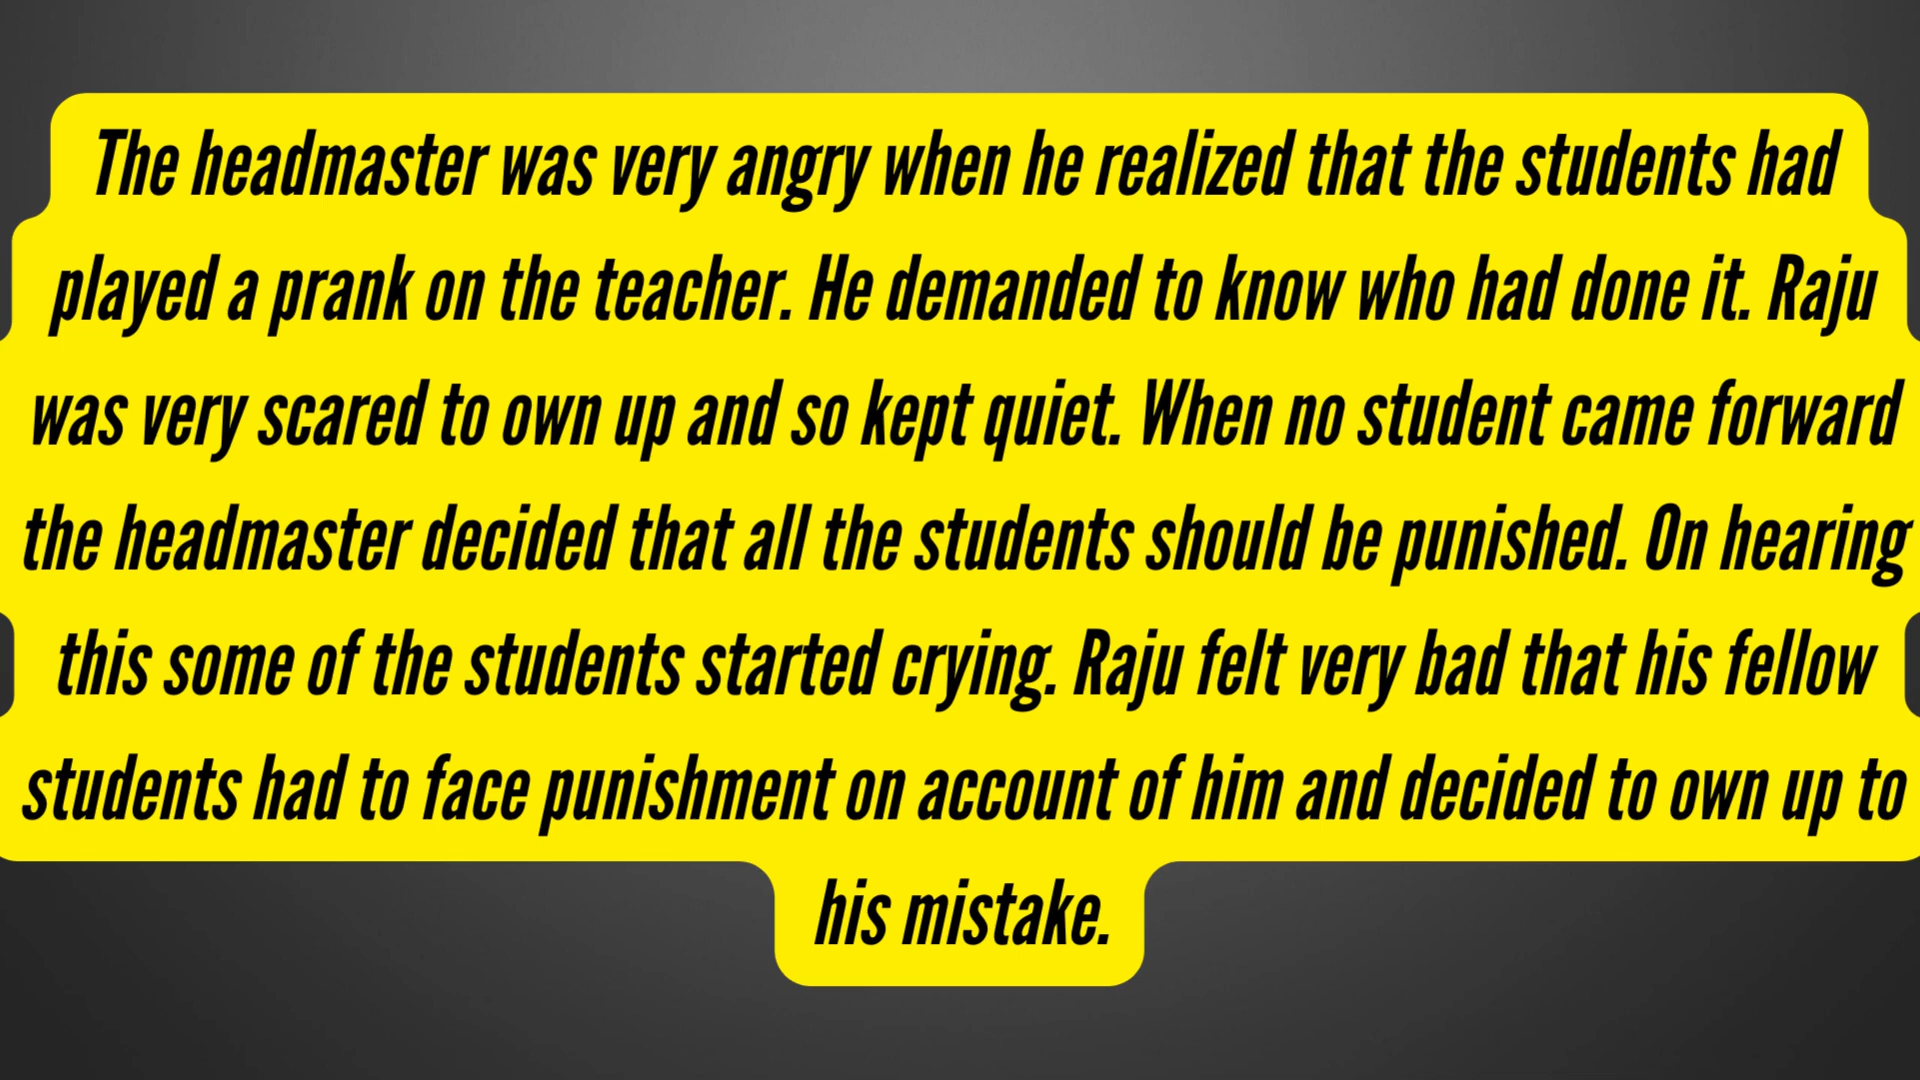 The headmaster was very angry when he realized that the students had
played a prank on the teacher. He demanded to know who had done it. Raju
was very scared to own up and so kept quiet. When no student came forward
the headmaster decided that all the students should be punished. On hearing
this some of the students started crying. Raju felt very bad that his fellow
students had to face punishment on account of him and decided to own up to
his mistake.